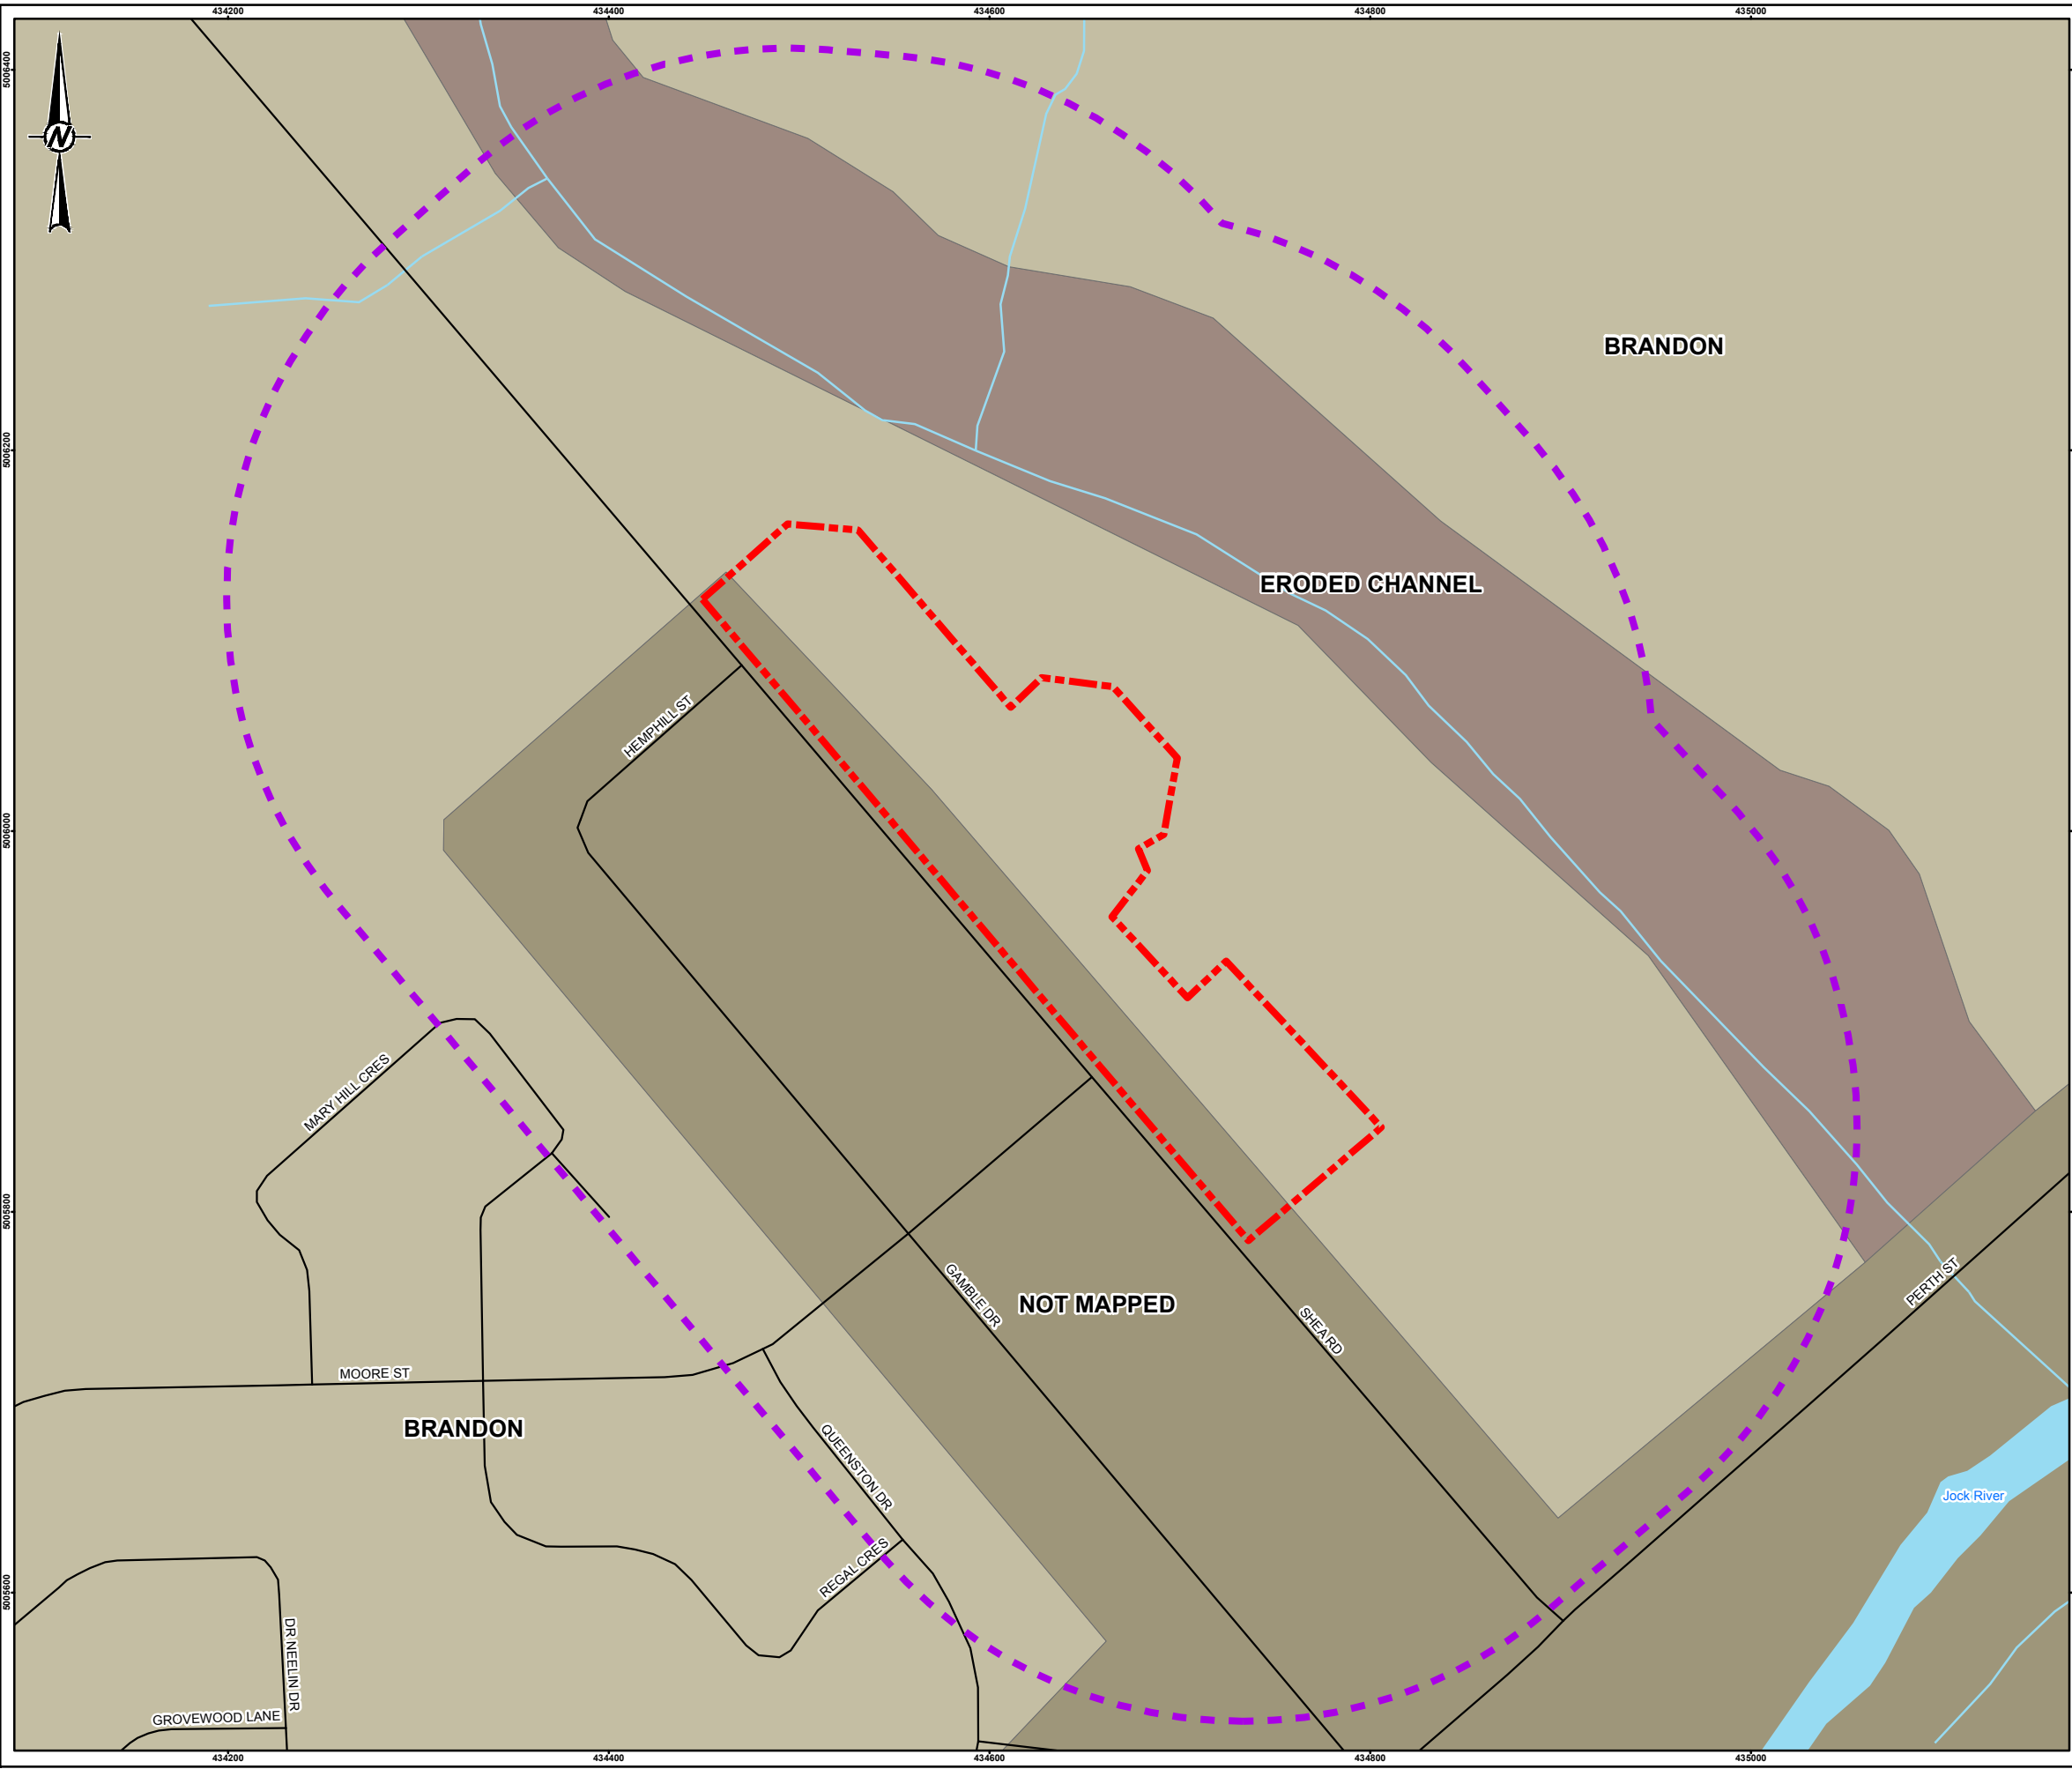 434200 434400 434600 434800 435000
5006400
N
BRANDON
5006200
ERODED CHANNEL
HEMPHILL ST
5006000
MARY HILL CRES
5005800
GAMBLE DR
PERTH ST
NOT MAPPED
SHEA RD
MOORE ST
BRANDON
QUEENSTON DR
Jock River
REGAL CRES
5005600
DR NEELIN DR
GROVEWOOD LANE
434200 434400 434600 434800 435000